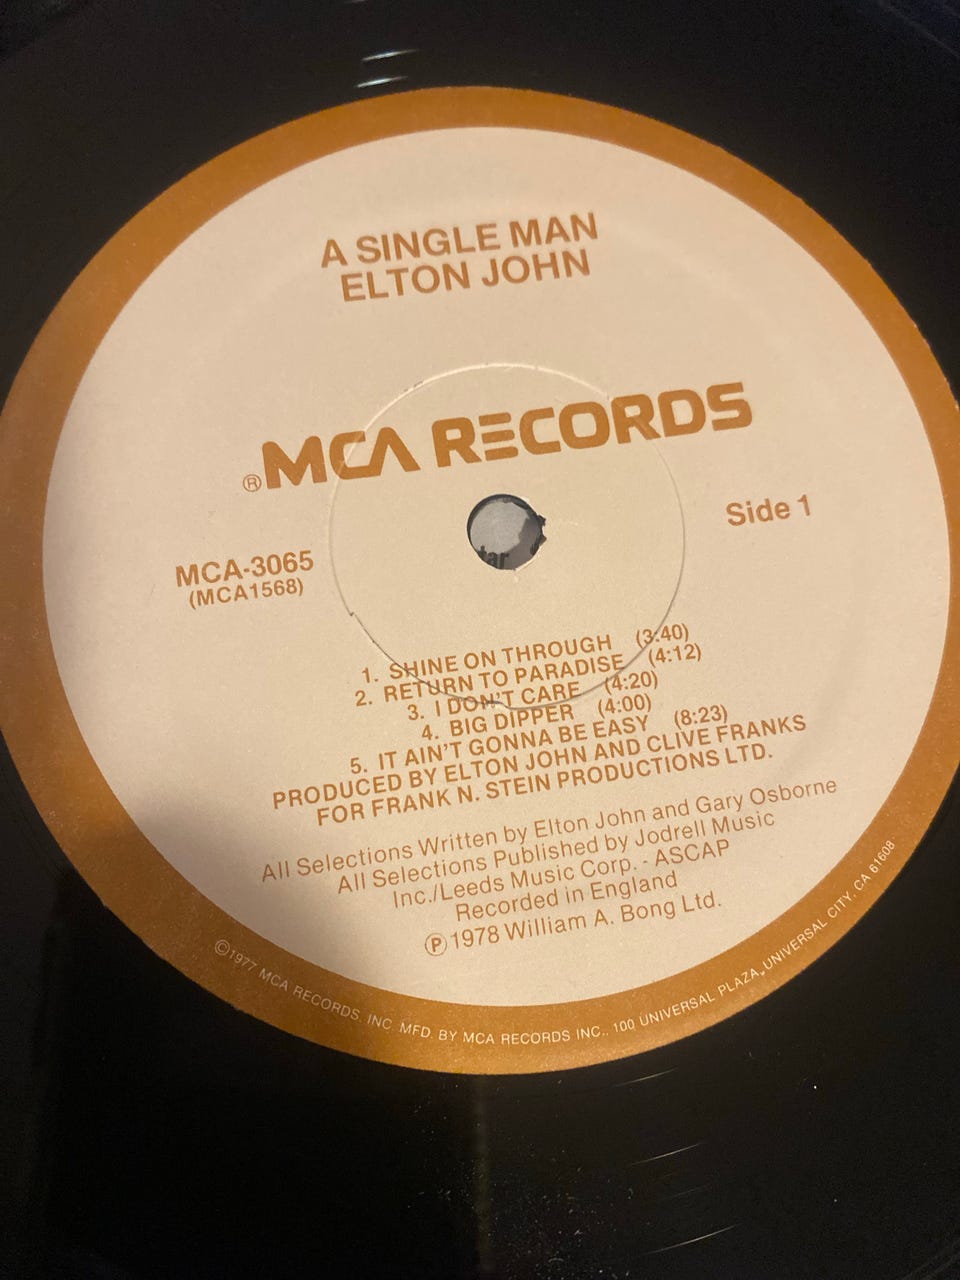 A SINGLE MAN
ELTON JOHN
® MCA RECORDS
Side 1
MCA-3065
(MCA1568)
1. SHINE ON THROUGH (3:40)
2. RETURN TO PARADISE (4:12)
3. I DON'T CARE (4:20)
4. BIG DIPPER (4:00)
5. IT AIN'T GONNA BE EASY (8:23)
PRODUCED BY ELTON JOHN AND CLIVE FRANKS
FOR FRANK N. STEIN PRODUCTIONS LTD.
All Selections Written by Elton John and Gary Osborne
All Selections Published by Jodrell Music
Inc./Leeds Music Corp. - ASCAP
Recorded in England
Ⓟ 1978 William A. Bong Ltd.
©1977 MCA RECORDS, INC. MFD. BY MCA RECORDS INC., 100 UNIVERSAL PLAZA, UNIVERSAL CITY, CA 61608